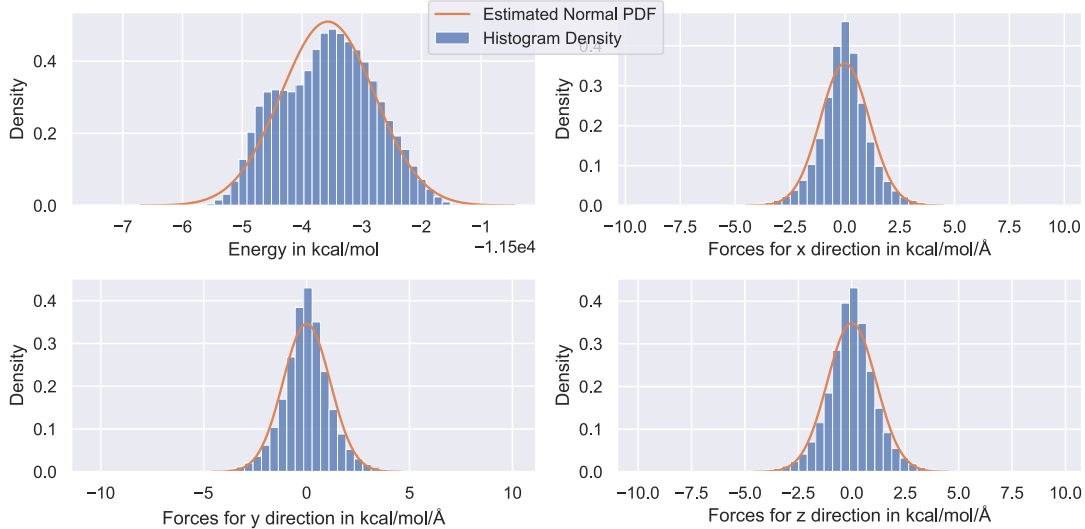 Estimated Normal PDF
Histogram Density
Density
0.4
0.2
0.0
−7 −6 −5 −4 −3 −2 −1
Energy in kcal/mol
−1.15e4
Density
0.4
0.3
0.2
0.1
0.0
−10.0 −7.5 −5.0 −2.5 0.0 2.5 5.0 7.5 10.0
Forces for x direction in kcal/mol/Å
Density
0.4
0.3
0.2
0.1
0.0
−10 −5 0 5 10
Forces for y direction in kcal/mol/Å
Density
0.4
0.3
0.2
0.1
0.0
−10.0 −7.5 −5.0 −2.5 0.0 2.5 5.0 7.5 10.0
Forces for z direction in kcal/mol/Å